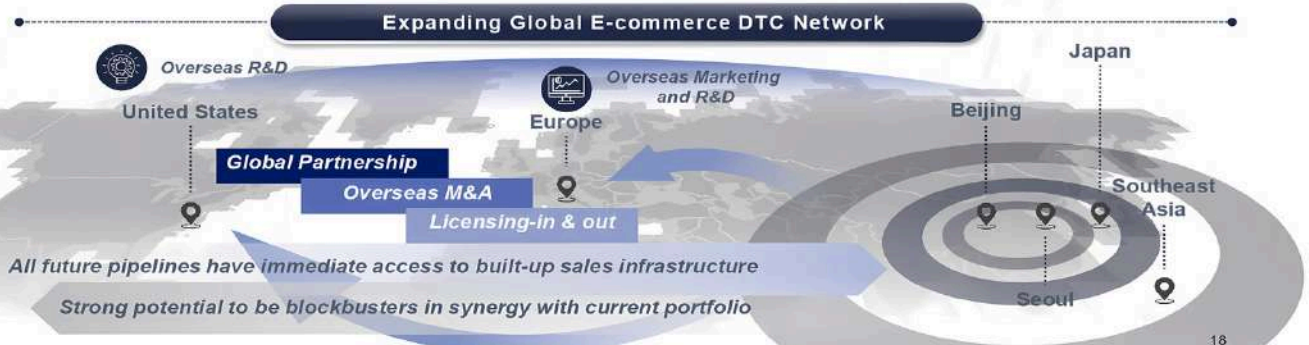 Expanding Global E-commerce DTC Network
Overseas R&D
United States
Overseas Marketing
and R&D
Europe
Japan
Beijing
Southeast
Asia
Seoul
Global Partnership
Overseas M&A
Licensing-in & out
All future pipelines have immediate access to built-up sales infrastructure
Strong potential to be blockbusters in synergy with current portfolio
18